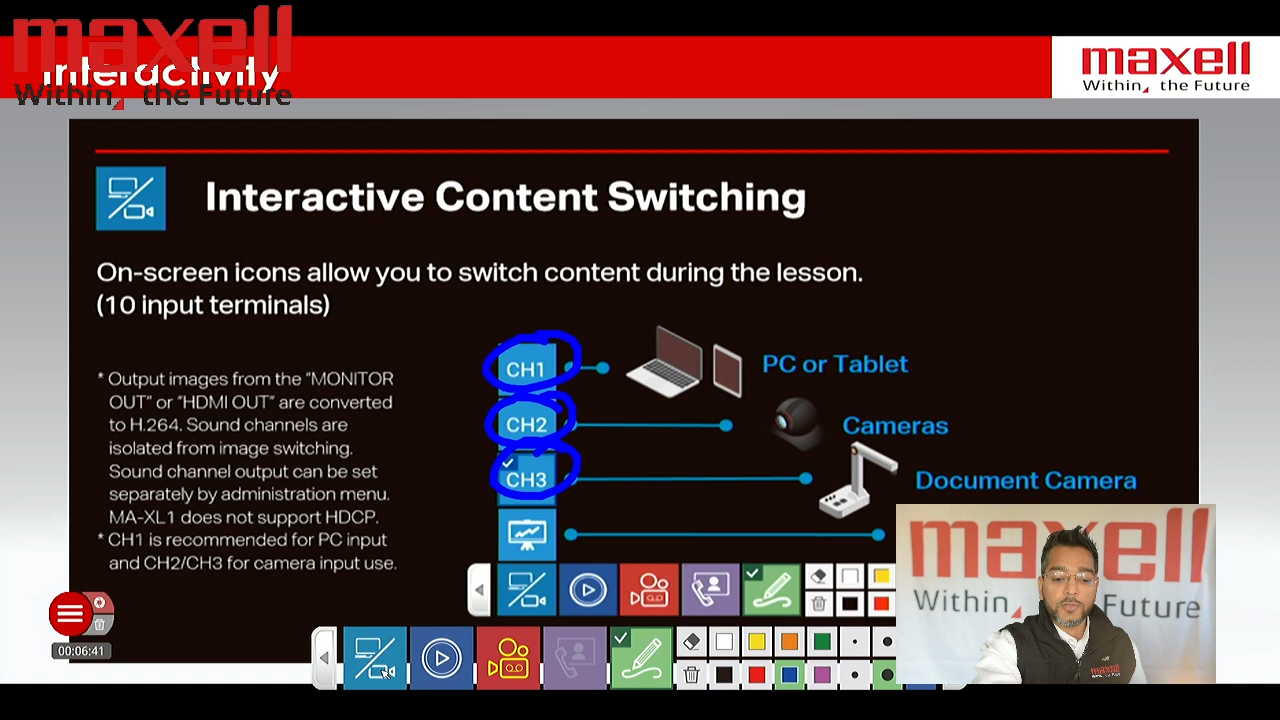 maxell
Within, the Future
Interactivity
maxell
Within, the Future
Interactive Content Switching
On-screen icons allow you to switch content during the lesson.
(10 input terminals)
* Output images from the "MONITOR
OUT" or "HDMI OUT" are converted
to H.264. Sound channels are
isolated from image switching.
Sound channel output can be set
separately by administration menu.
MA-XL1 does not support HDCP.
* CH1 is recommended for PC input
and CH2/CH3 for camera input use.
CH1
PC or Tablet
CH2
Cameras
CH3
Document Camera
maxell
Within, Future
maxell
00:06:41